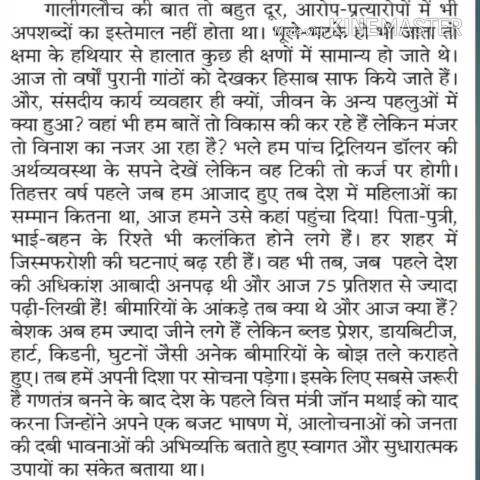 गालीगलौच की बात तो बहुत दूर, आरोप-प्रत्यारोपों में भी
अपशब्दों का इस्तेमाल नहीं होता था। भूले-भटके हो भी जाता तो
क्षमा के हथियार से हालात कुछ ही क्षणों में सामान्य हो जाते थे।
आज तो वर्षों पुरानी गांठों को देखकर हिसाब साफ किये जाते हैं।
और, संसदीय कार्य व्यवहार ही क्यों, जीवन के अन्य पहलुओं में
क्या हुआ? वहां भी हम बातें तो विकास की कर रहे हैं लेकिन मंजर
तो विनाश का नजर आ रहा है? भले हम पांच ट्रिलियन डॉलर की
अर्थव्यवस्था के सपने देखें लेकिन वह टिकी तो कर्ज पर होगी।
तिहत्तर वर्ष पहले जब हम आजाद हुए तब देश में महिलाओं का
सम्मान कितना था, आज हमने उसे कहां पहुंचा दिया! पिता-पुत्री,
भाई-बहन के रिश्ते भी कलंकित होने लगे हैं। हर शहर में
जिस्मफरोशी की घटनाएं बढ़ रही हैं। वह भी तब, जब पहले देश
की अधिकांश आबादी अनपढ़ थी और आज 75 प्रतिशत से ज्यादा
पढ़ी-लिखी हैं! बीमारियों के आंकड़े तब क्या थे और आज क्या हैं?
बेशक अब हम ज्यादा जीने लगे हैं लेकिन ब्लड प्रेशर, डायबिटीज,
हार्ट, किडनी, घुटनों जैसी अनेक बीमारियों के बोझ तले कराहते
हुए। तब हमें अपनी दिशा पर सोचना पड़ेगा। इसके लिए सबसे जरूरी
है गणतंत्र बनने के बाद देश के पहले वित्त मंत्री जॉन मथाई को याद
करना जिन्होंने अपने एक बजट भाषण में, आलोचनाओं को जनता
की दबी भावनाओं की अभिव्यक्ति बताते हुए स्वागत और सुधारात्मक
उपायों का संकेत बताया था।